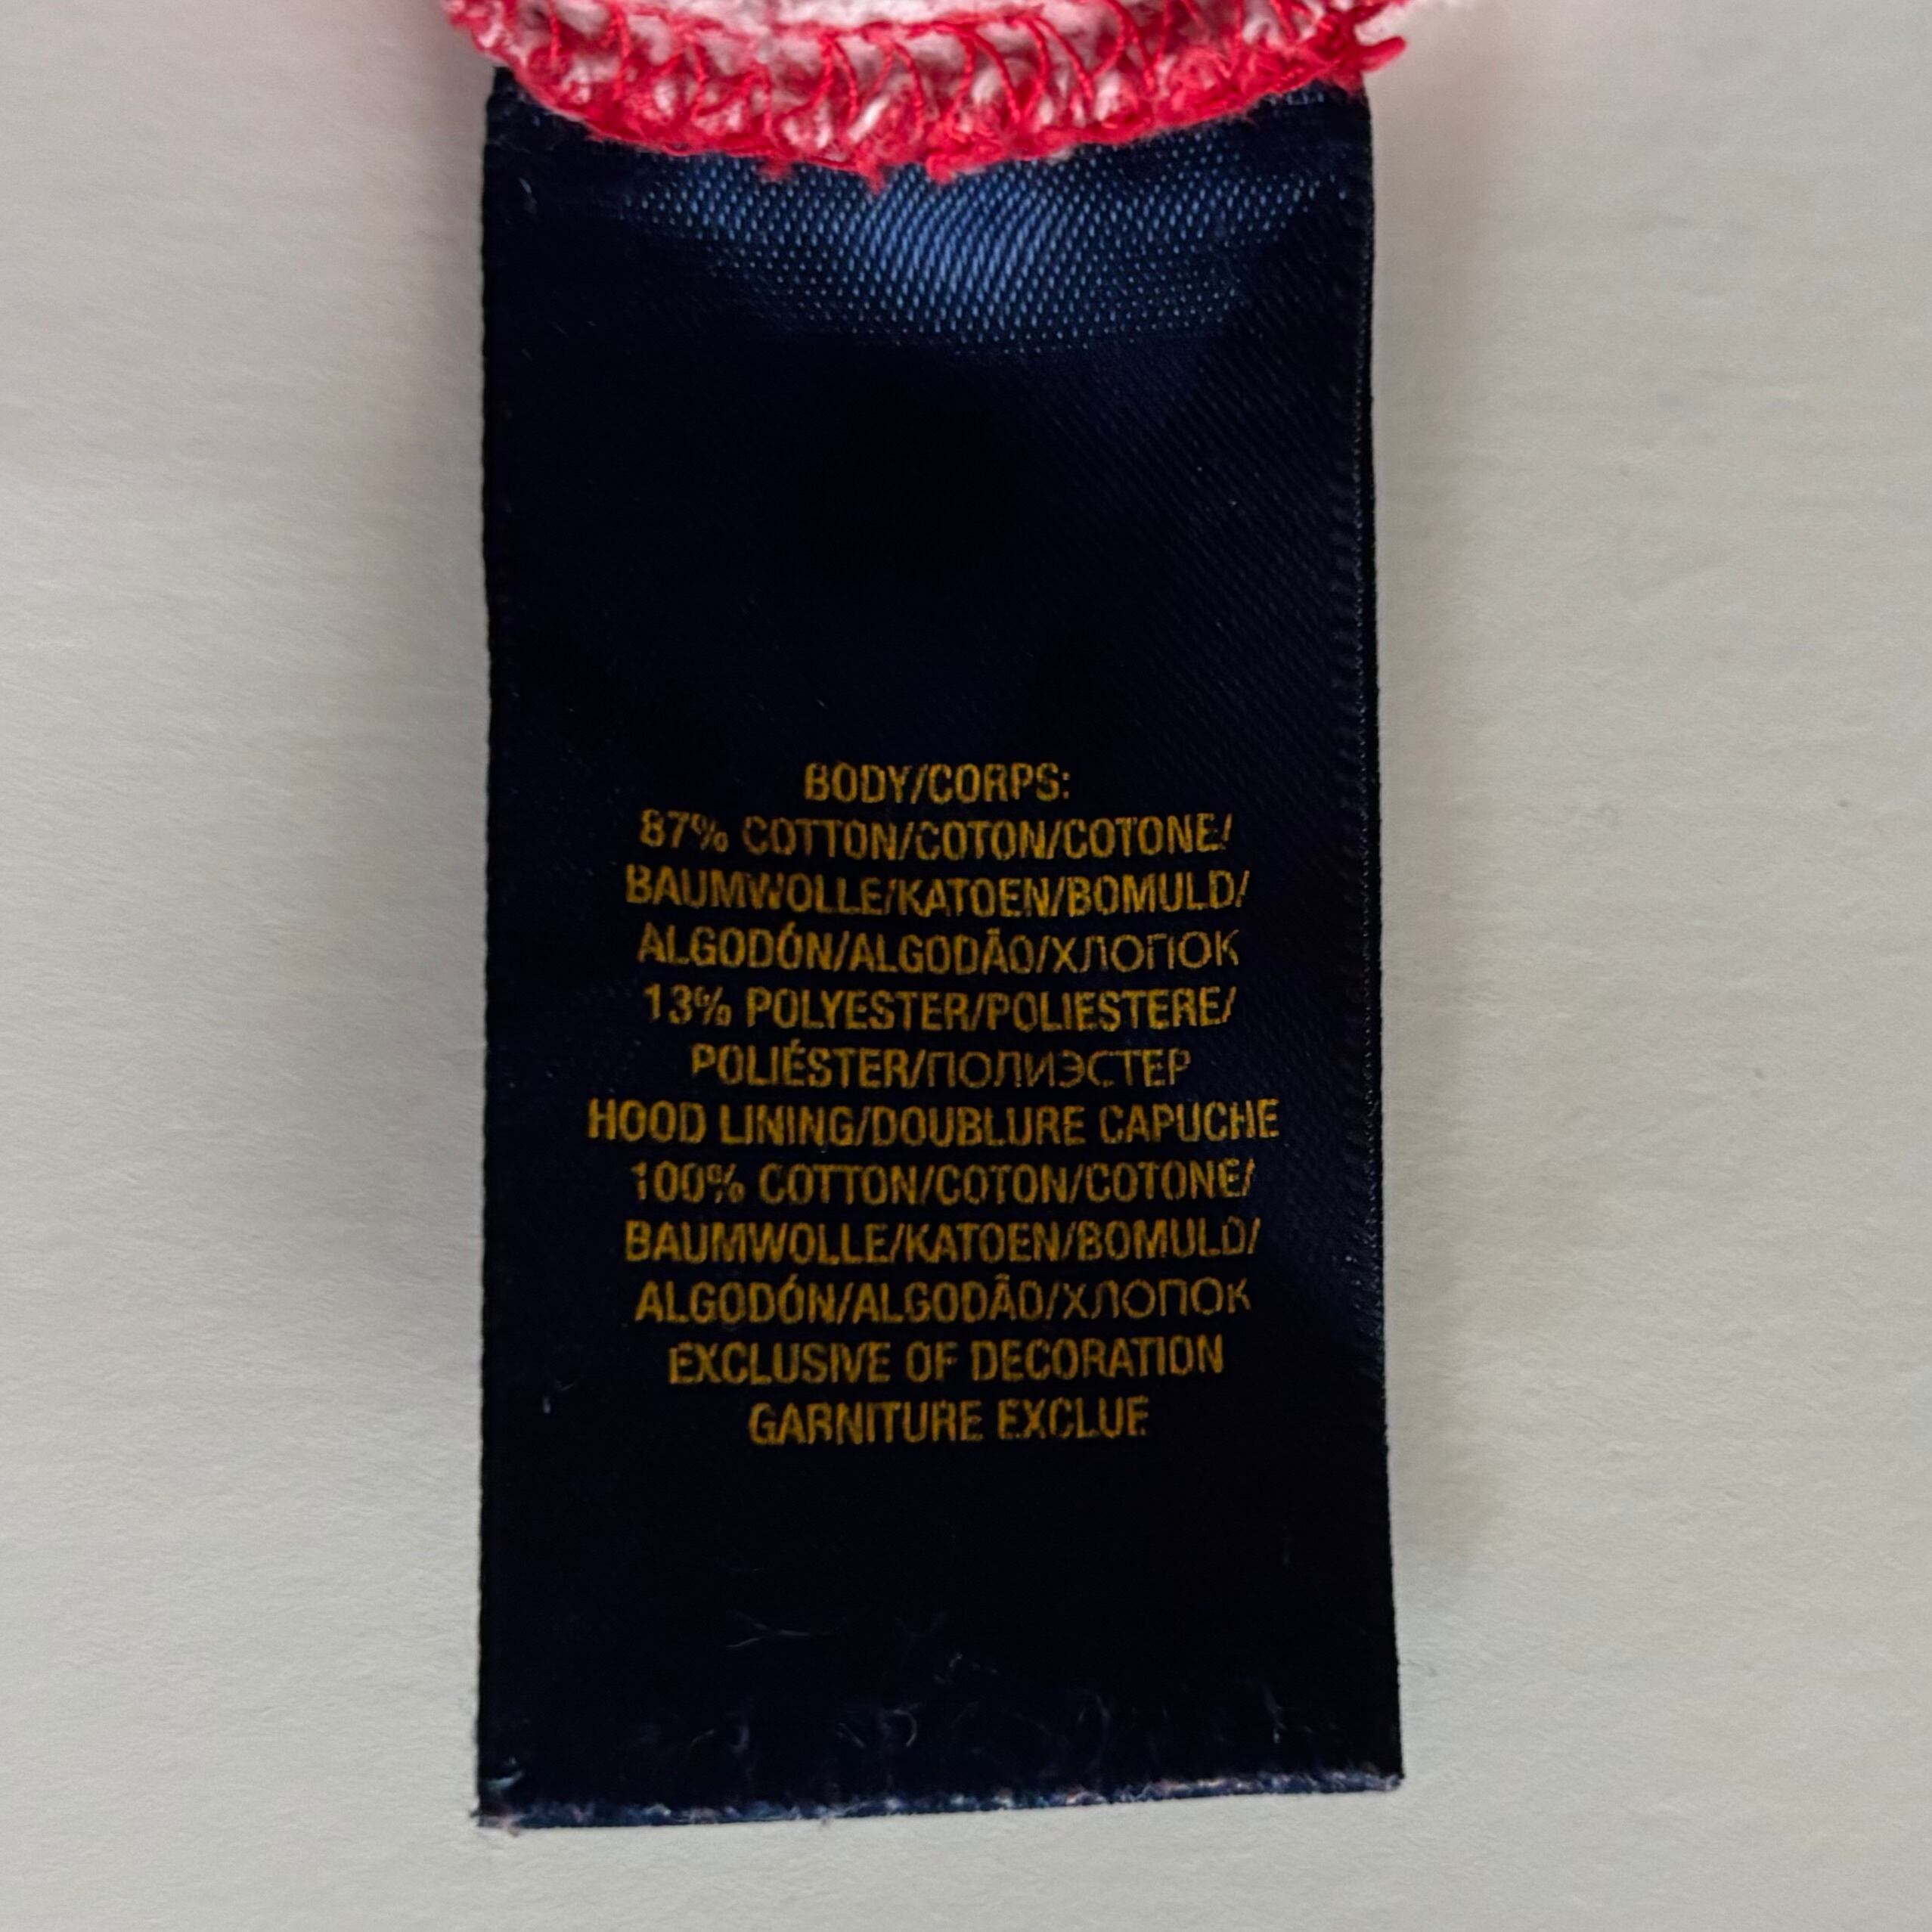 BODY/CORPS:
87% COTTON/COTON/COTONE/
BAUMWOLLE/KATOEN/BOMULD/
ALGODÓN/ALGODÃO/ХЛОПОК
13% POLYESTER/POLIESTERE/
POLIÉSTER/ПОЛИЭСТЕР
HOOD LINING/DOUBLURE CAPUCHE
100% COTTON/COTON/COTONE/
BAUMWOLLE/KATOEN/BOMULD/
ALGODÓN/ALGODÃO/ХЛОПОК
EXCLUSIVE OF DECORATION
GARNITURE EXCLUE